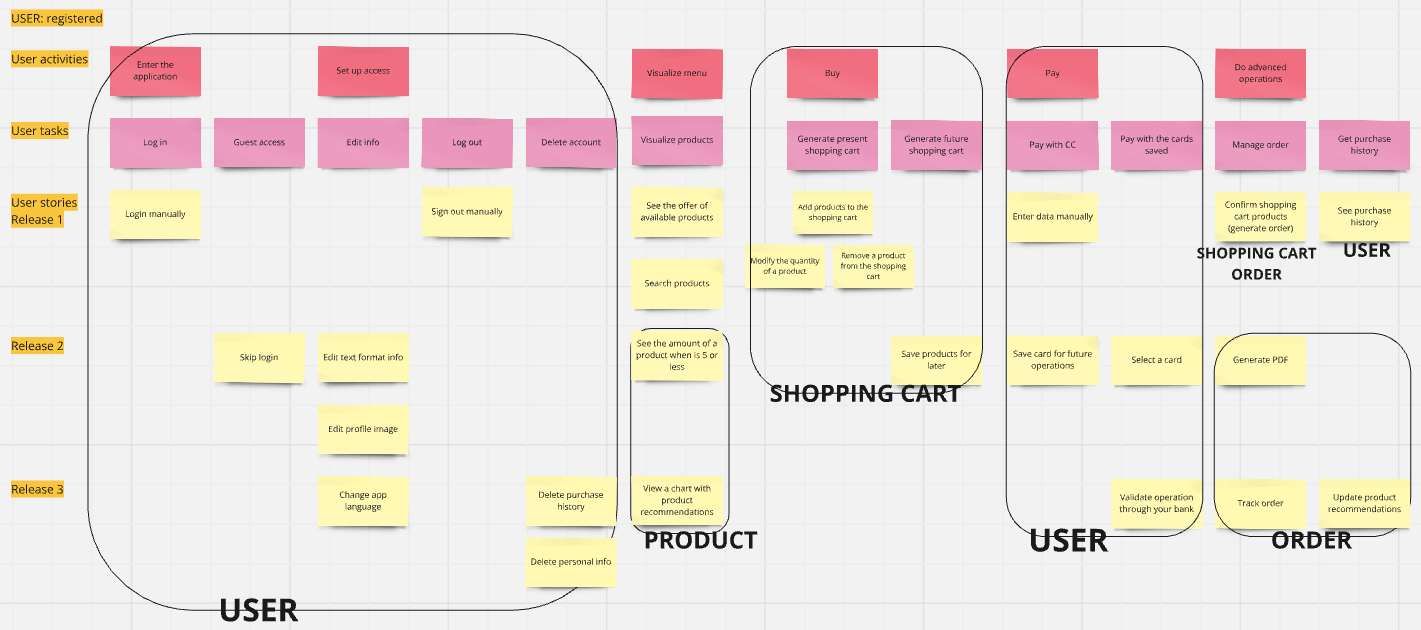 USER: registered
User activities
Enter the
application
Set up access
Visualize menu
Buy
Pay
Do advanced
operations
User tasks
Log in
Guest access
Edit info
Log out
Delete account
Visualize products
Generate present
shopping cart
Generate future
shopping cart
Pay with CC
Pay with the cards
saved
Manage order
Get purchase
history
User stories
Release 1
Login manually
Sign out manually
See the offer of
available products
Add products to the
shopping cart
Enter data manually
Confirm shopping
cart products
(generate order)
See purchase
history
SHOPPING CART
ORDER
USER
Modify the quantity
of a product
Remove a product
from the shopping
cart
Search products
Release 2
Skip login
Edit text format info
See the amount of a
product when is 5 or
less
Save products for
later
Save card for future
operations
Select a card
Generate PDF
SHOPPING CART
Edit profile image
Release 3
Change app
language
Delete purchase
history
View a chart with
product
recommendations
Validate operation
through your bank
Track order
Update product
recommendations
PRODUCT
USER
ORDER
Delete personal info
USER